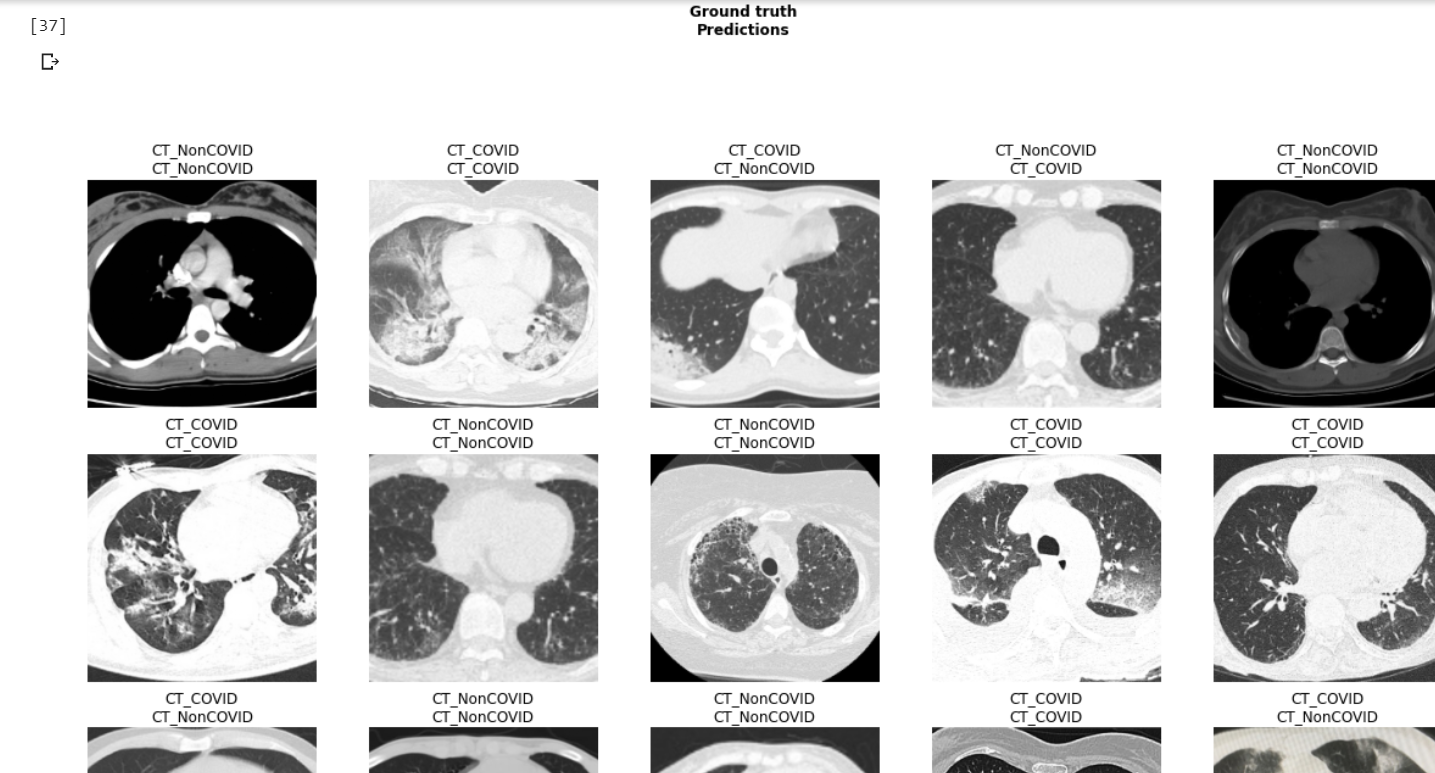 Ground truth
Predictions
[37]
CT_NonCOVID CT_COVID CT_COVID CT_NonCOVID CT_NonCOVID
CT_NonCOVID CT_COVID CT_NonCOVID CT_COVID CT_NonCOVID
CT_COVID CT_NonCOVID CT_NonCOVID CT_COVID CT_COVID
CT_COVID CT_NonCOVID CT_NonCOVID CT_COVID CT_COVID
CT_COVID CT_NonCOVID CT_NonCOVID CT_COVID CT_COVID
CT_NonCOVID CT_NonCOVID CT_NonCOVID CT_COVID CT_NonCOVID